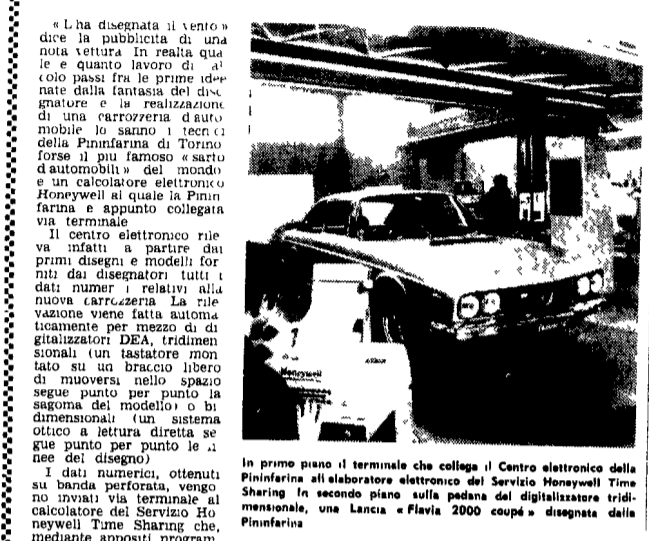 « L ha disegnata il vento »
dice la pubblicita di una
nota vettura In realta qua
le e quanto lavoro di
colo passi fra le prime idee
nate dalla fantasia del dise
gnatore e la realizzazione
di una carrozzeria d auto
mobile lo sanno i tecnici
della Pininfarina di Torino
forse il piu famoso « sarto
d automobili » del mondo
e un calcolatore elettronico
Honeywell al quale la Pinin
farina e appunto collegata
via terminale
Il centro elettronico rile
va infatti a partire dai
primi disegni e modelli for
niti dai disegnatori tutti i
dati numer i relativi alla
nuova carrozzeria La rile
vazione viene fatta automa
ticamente per mezzo di di
gitalizzatori DEA, tridimen
sionali (un tastatore mon
tato su un braccio libero
di muoversi nello spazio
segue punto per punto la
sagoma del modello) o bi
dimensionali (un sistema
ottico a lettura diretta se
gue punto per punto le
nee del disegno)
I dati numerici, ottenuti
su banda perforata, vengo
no inviati via terminale al
calcolatore del Servizio Ho
neywell Time Sharing che,
mediante appositi program
Honeywell
In primo piano il terminale che collega il Centro elettronico della
Pininfarina all elaboratore elettronico del Servizio Honeywell Time
Sharing In secondo piano sulla pedana del digitalizzatore tridi-
mensionale, una Lancia « Flavia 2000 coupé » disegnata dalla
Pininfarina